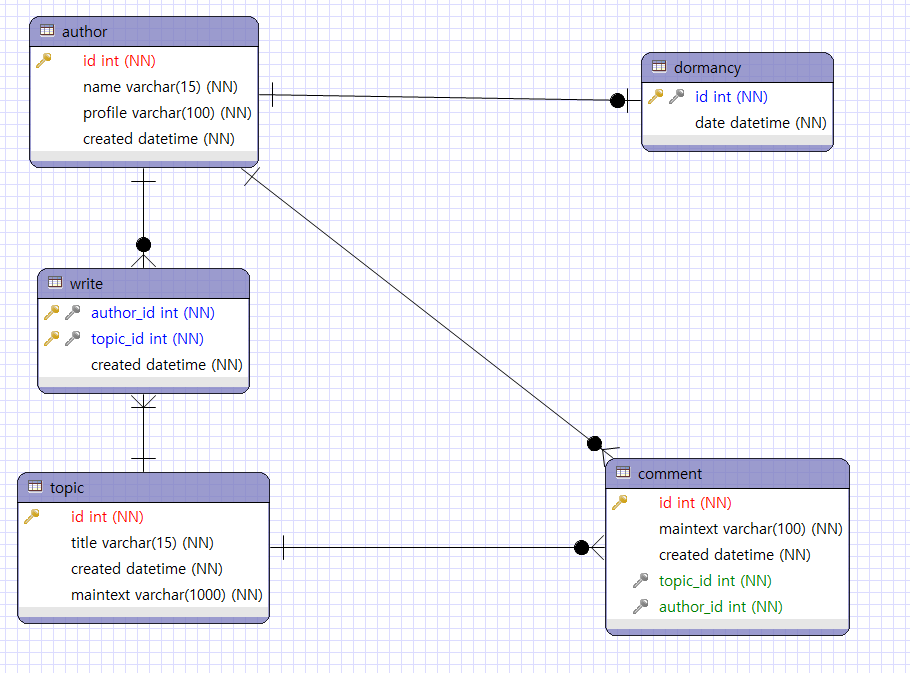 author
id int (NN)
name varchar(15) (NN)
profile varchar(100) (NN)
created datetime (NN)
dormancy
id int (NN)
date datetime (NN)
write
author_id int (NN)
topic_id int (NN)
created datetime (NN)
topic
id int (NN)
title varchar(15) (NN)
created datetime (NN)
maintext varchar(1000) (NN)
comment
id int (NN)
maintext varchar(100) (NN)
created datetime (NN)
topic_id int (NN)
author_id int (NN)